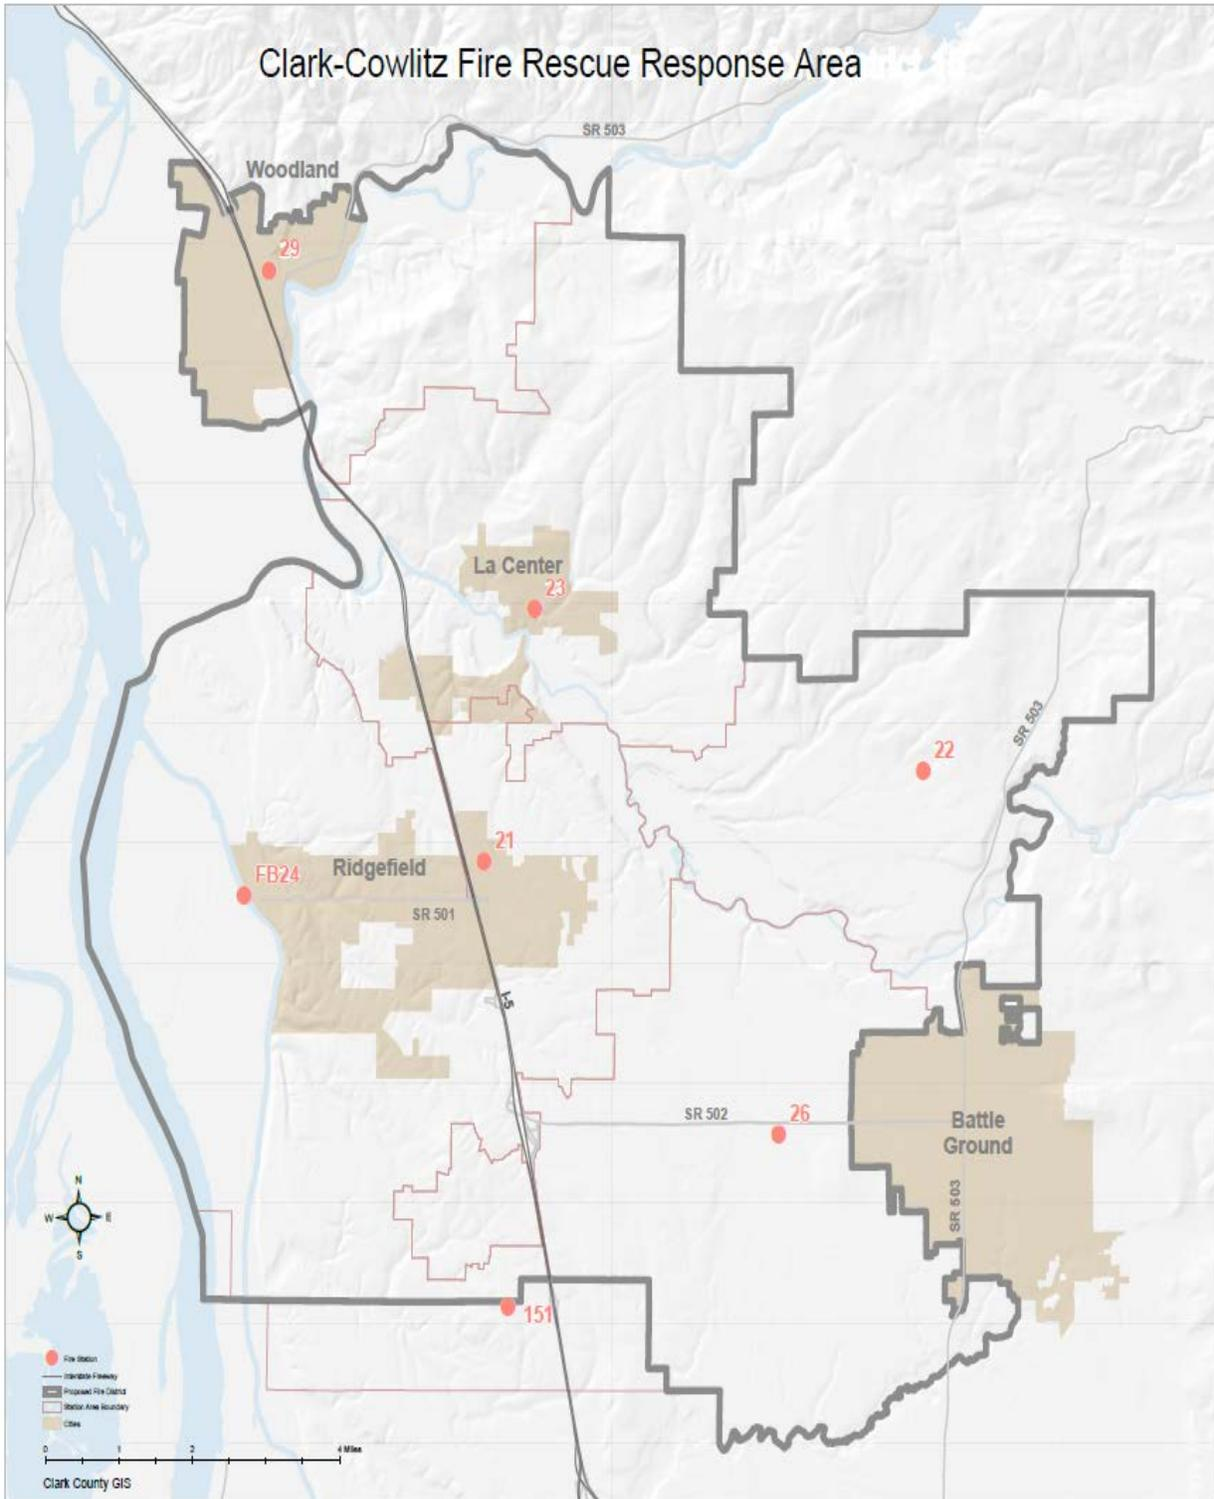 Clark-Cowlitz Fire Rescue Response Area
SR 503
Woodland
29
La Center
23
SR 503
22
21
Ridgefield
FB24
SR 501
I-5
SR 502
26
Battle
Ground
SR 503
N
W
E
S
151
Fire Station
Interstate Freeway
Proposed Fire District
Station Area Boundary
Cities
0 1 2 4 Miles
Clark County GIS